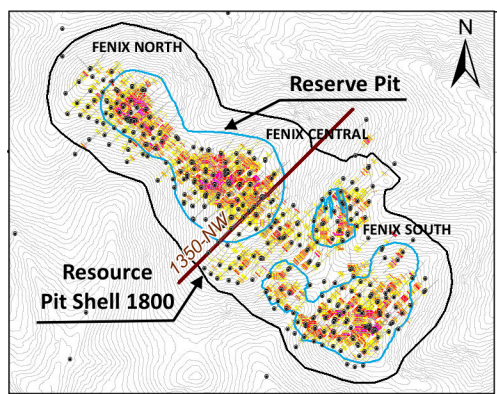 N
FENIX NORTH
Reserve Pit
FENIX CENTRAL
1350-NW
FENIX SOUTH
Resource
Pit Shell 1800